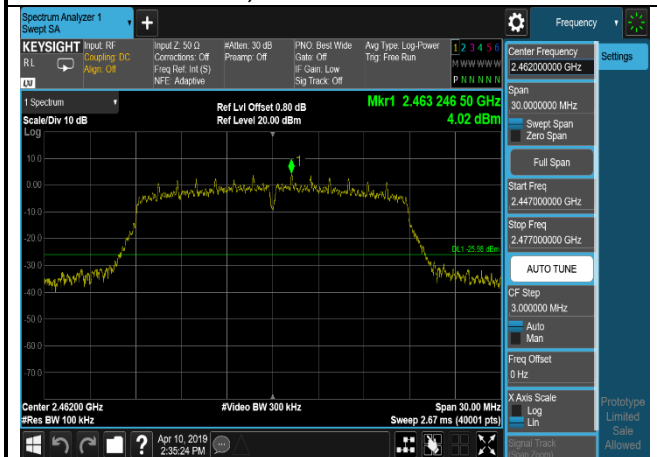 Spectrum Analyzer 1
Swept SA
+
Frequency
KEYSIGHT
RL
LXI
Input: RF
Coupling: DC
Align: Off
Input Z: 50 Ω
Corrections: Off
Freq Ref: Int (S)
NFE: Adaptive
#Atten: 30 dB
Preamp: Off
PNO: Best Wide
Gate: Off
IF Gain: Low
Sig Track: Off
Avg Type: Log-Power
Trig: Free Run
1 2 3 4 5 6
M W W W W W
P N N N N N
Center Frequency
2.462000000 GHz
Settings
Span
30.0000000 MHz
Swept Span
Zero Span
Full Span
Start Freq
2.447000000 GHz
Stop Freq
2.477000000 GHz
AUTO TUNE
CF Step
3.000000 MHz
Auto
Man
Freq Offset
0 Hz
X Axis Scale
Log
Lin
Signal Track
(Span Zoom)
Prototype
Limited
Sale
Allowed
1 Spectrum
Scale/Div 10 dB
Log
Ref Lvl Offset 0.80 dB
Ref Level 20.00 dBm
Mkr1 2.463 246 50 GHz
4.02 dBm
1
10.0
0.00
-10.0
-20.0
-30.0
-40.0
-50.0
-60.0
-70.0
DL1 -25.98 dBm
Center 2.46200 GHz
#Res BW 100 kHz
#Video BW 300 kHz
Span 30.00 MHz
Sweep 2.67 ms (40001 pts)
?
Apr 10, 2019
2:35:24 PM